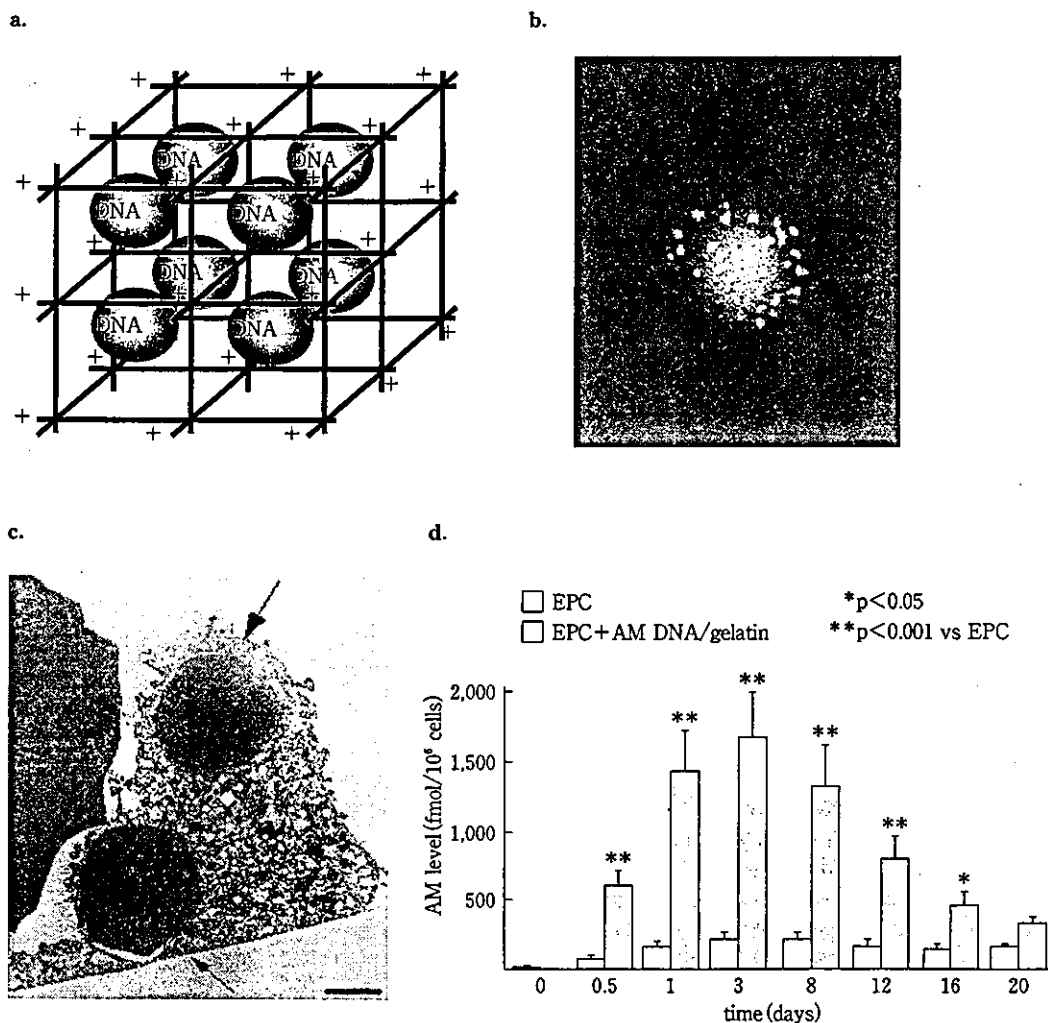 a.
b.
+ + +
+ + +
+ + +
DNA DNA
DNA DNA
DNA DNA
DNA DNA
+ + +
+ + +
c.
d.
EPC *p<0.05
EPC+AM DNA/gelatin **p<0.001 vs EPC
AM level (fmol/10⁶ cells)
2,000
1,500
1,000
500
** ** ** ** ** *
0 0.5 1 3 8 12 16 20
time (days)